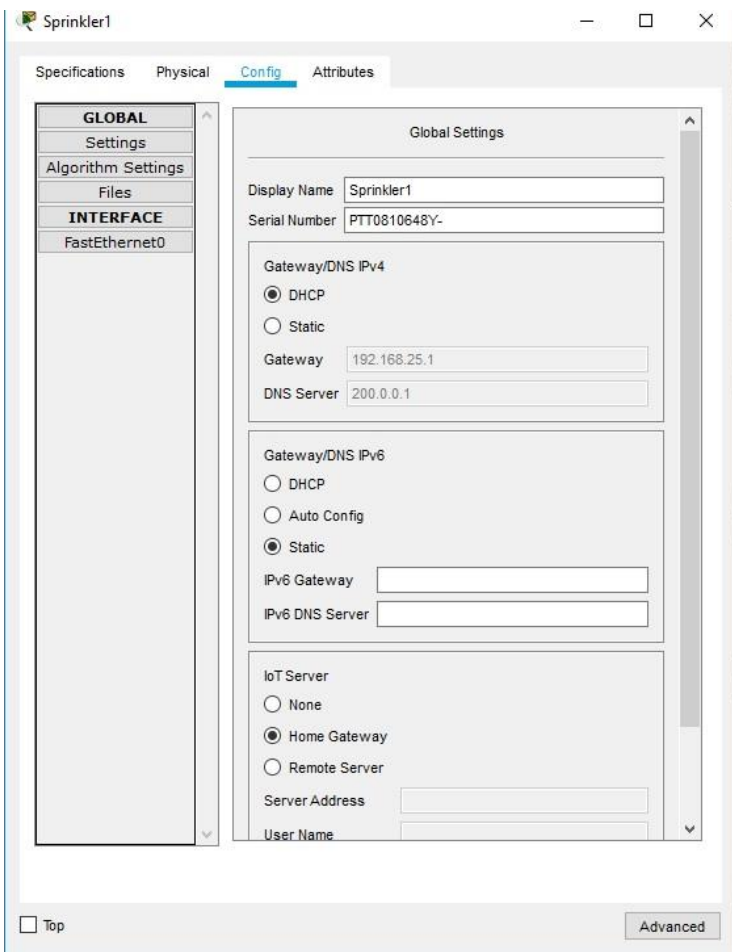 Sprinkler1
Specifications Physical Config Attributes
GLOBAL
Settings
Algorithm Settings
Files
INTERFACE
FastEthernet0
Global Settings
Display Name Sprinkler1
Serial Number PTT0810648Y-
Gateway/DNS IPv4
DHCP
Static
Gateway 192.168.25.1
DNS Server 200.0.0.1
Gateway/DNS IPv6
DHCP
Auto Config
Static
IPv6 Gateway
IPv6 DNS Server
IoT Server
None
Home Gateway
Remote Server
Server Address
User Name
Top
Advanced